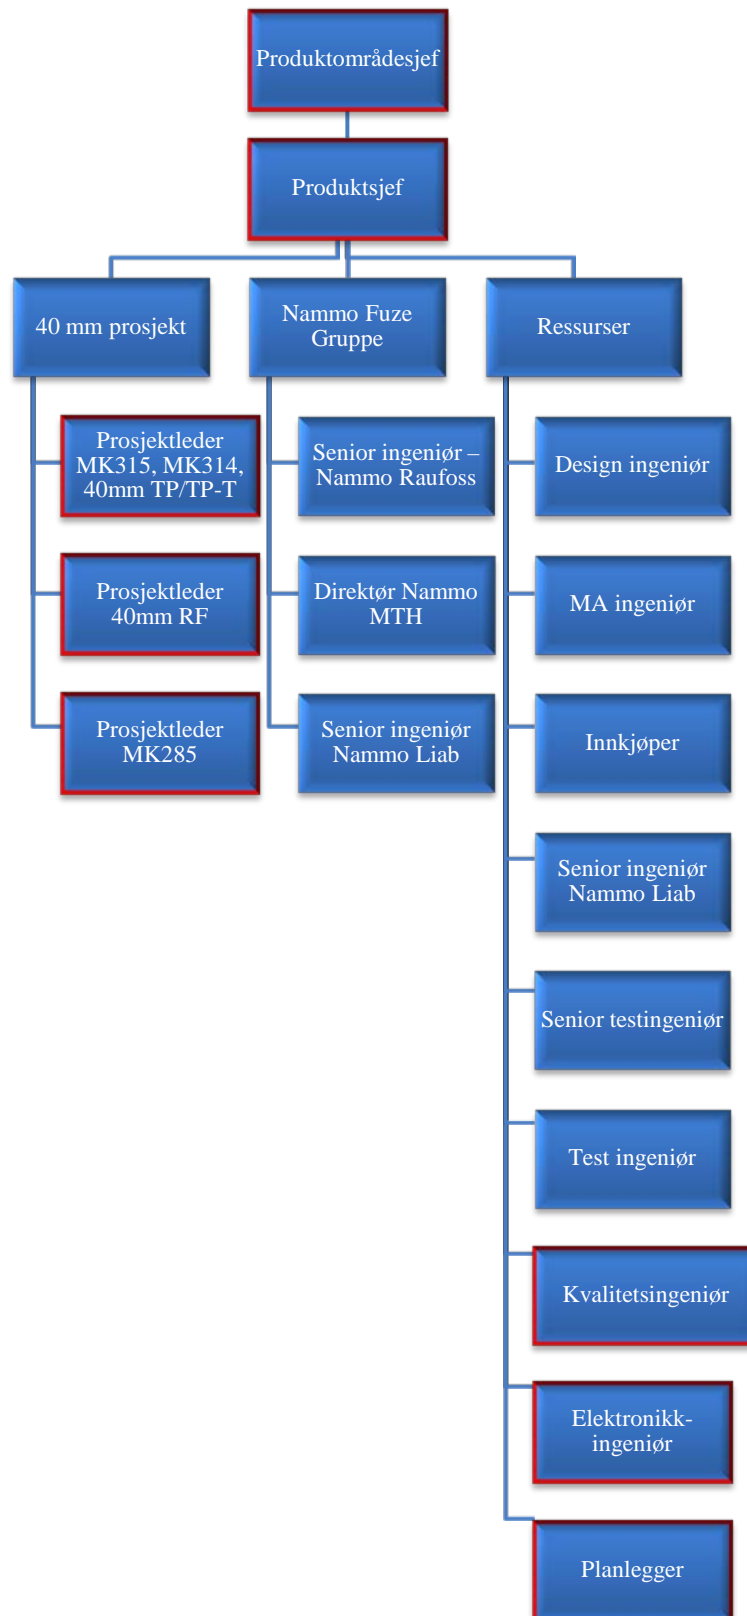 Produktområdesjef
Produktsjef
40 mm prosjekt
Nammo Fuze
Gruppe
Ressurser
Prosjektleder
MK315, MK314,
40mm TP/TP-T
Prosjektleder
40mm RF
Prosjektleder
MK285
Senior ingeniør –
Nammo Raufoss
Direktør Nammo
MTH
Senior ingeniør
Nammo Liab
Design ingeniør
MA ingeniør
Innkjøper
Senior ingeniør
Nammo Liab
Senior testingeniør
Test ingeniør
Kvalitetsingeniør
Elektronikk-
ingeniør
Planlegger